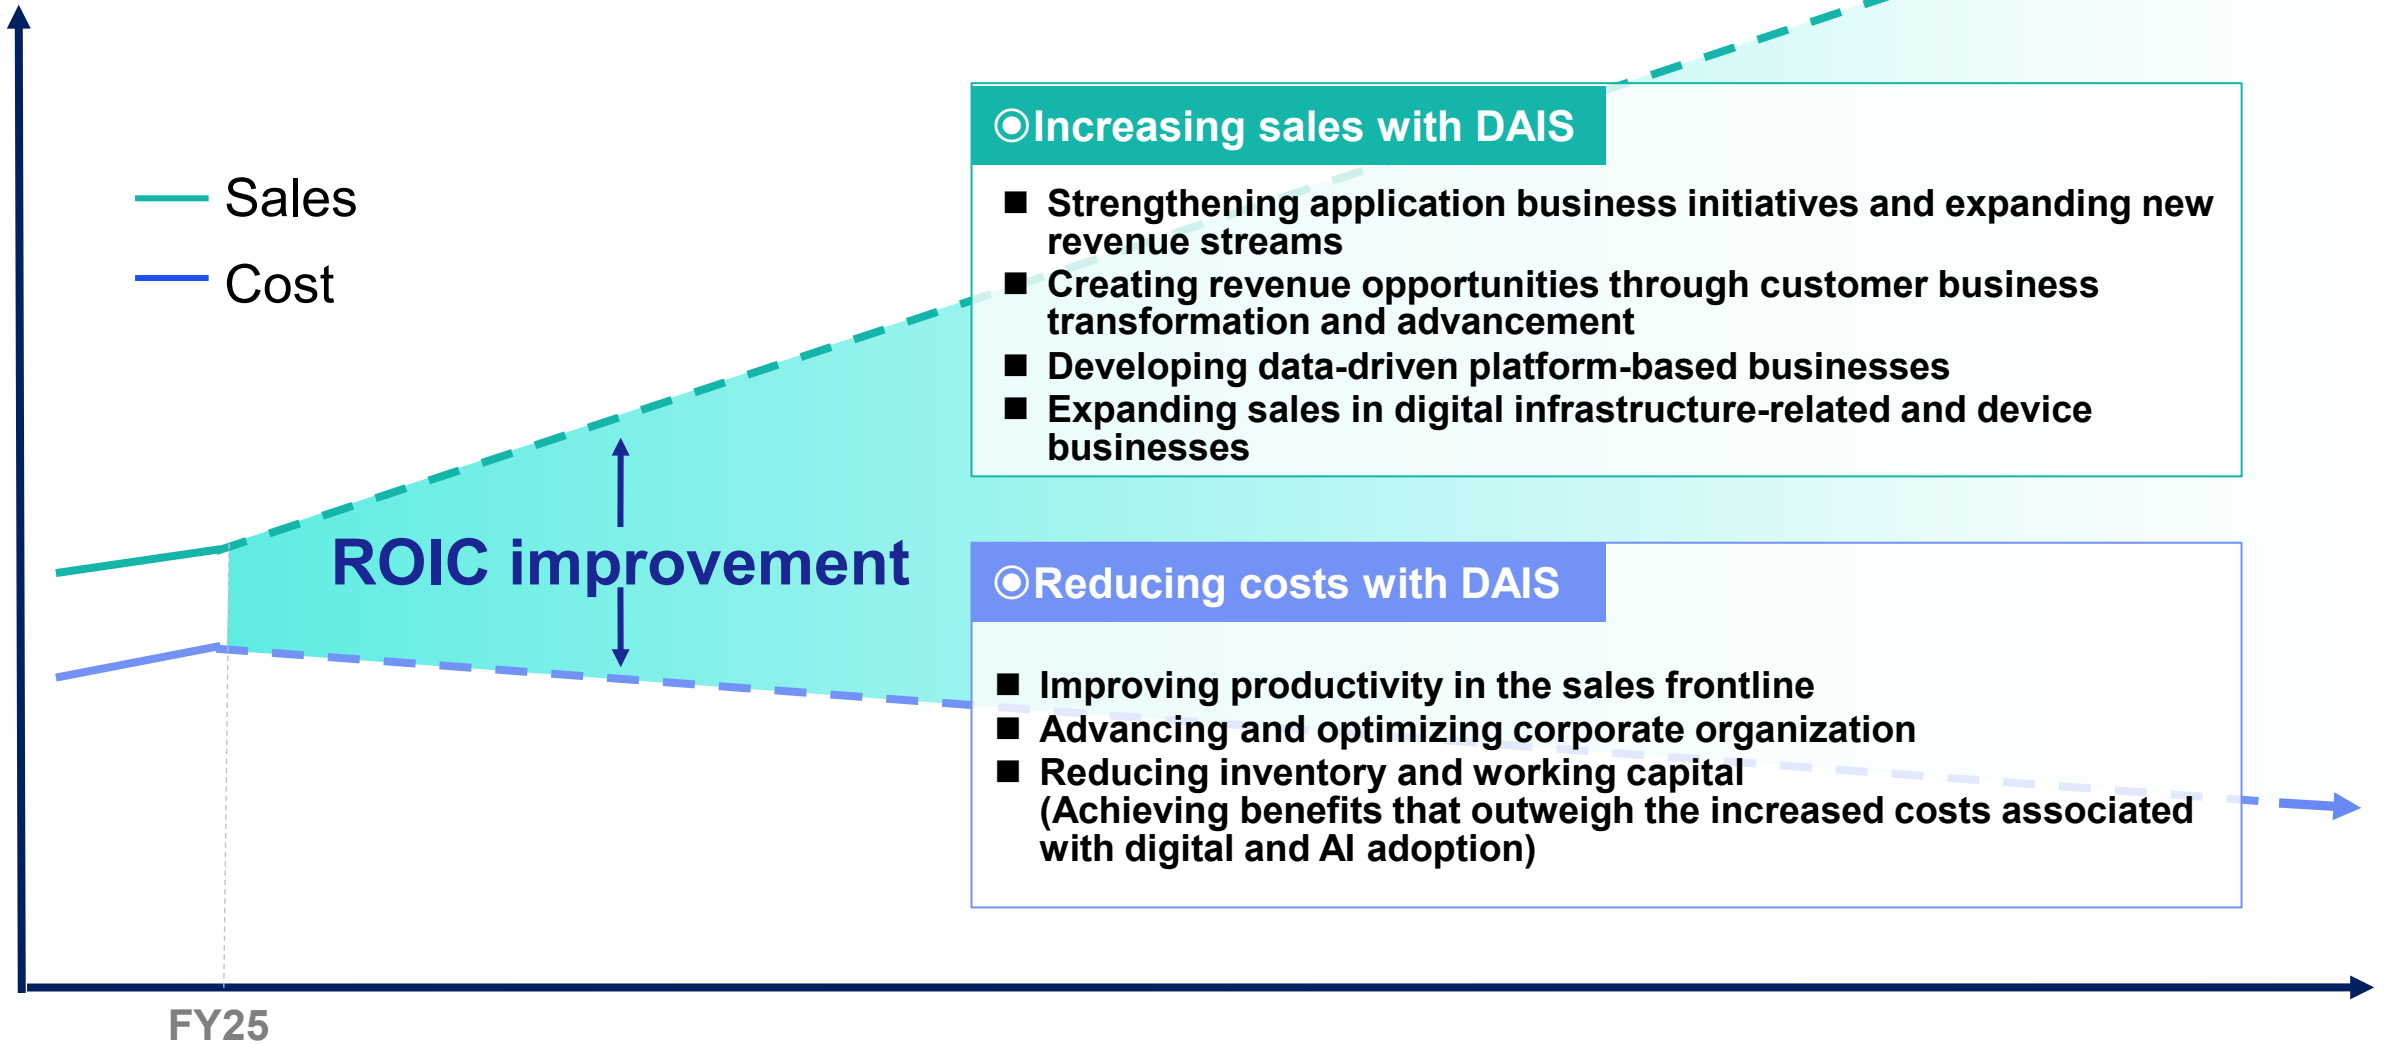 Sales
Cost
ROIC improvement
FY25
◉Increasing sales with DAIS
■ Strengthening application business initiatives and expanding new
revenue streams
■ Creating revenue opportunities through customer business
transformation and advancement
■ Developing data-driven platform-based businesses
■ Expanding sales in digital infrastructure-related and device
businesses
◉Reducing costs with DAIS
■ Improving productivity in the sales frontline
■ Advancing and optimizing corporate organization
■ Reducing inventory and working capital
(Achieving benefits that outweigh the increased costs associated
with digital and AI adoption)